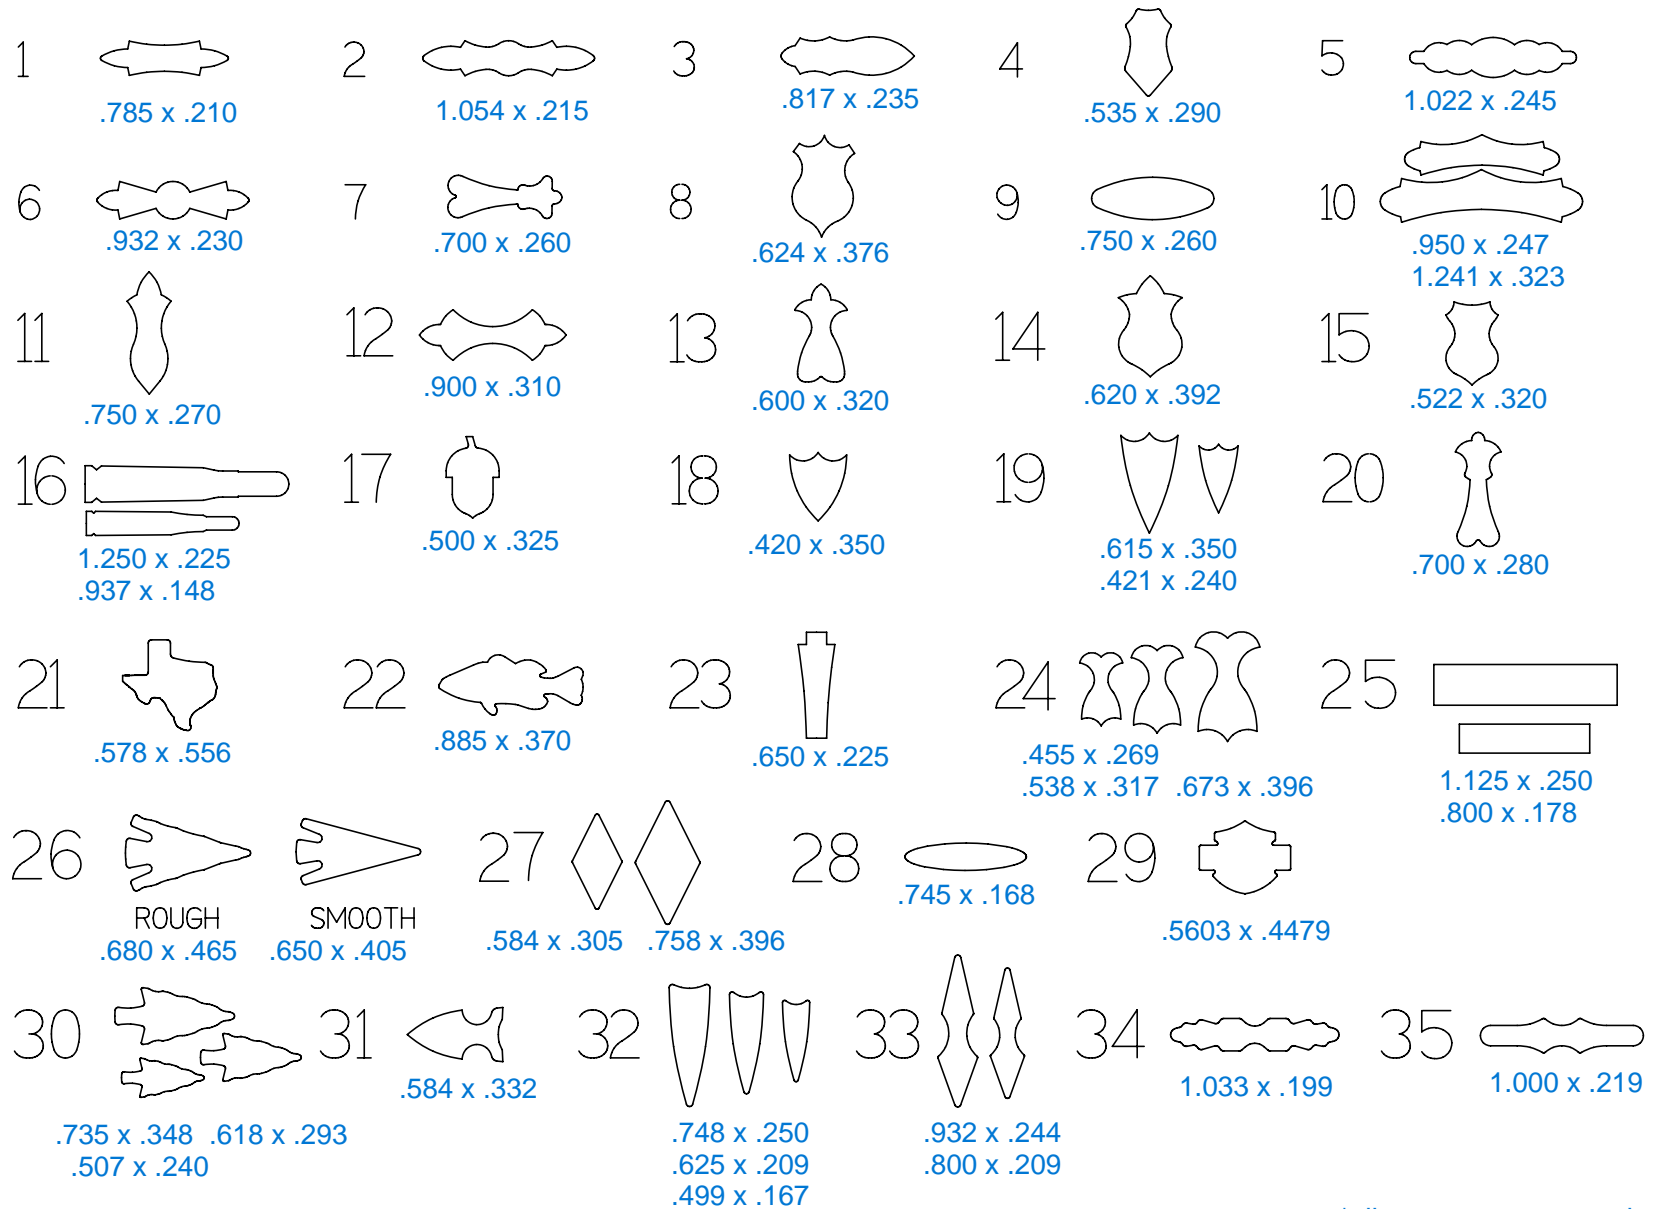 1 2 3 4 5
.785 x .210 1.054 x .215 .817 x .235 .535 x .290 1.022 x .245
6 7 8 9 10
.932 x .230 .700 x .260 .624 x .376 .750 x .260 .950 x .247
1.241 x .323
11 12 13 14 15
.750 x .270 .900 x .310 .600 x .320 .620 x .392 .522 x .320
16 17 18 19 20
1.250 x .225 .500 x .325 .420 x .350 .615 x .350 .700 x .280
.937 x .148 .421 x .240
21 22 23 24 25
.578 x .556 .885 x .370 .650 x .225 .455 x .269 1.125 x .250
.538 x .317 .673 x .396 .800 x .178
26 27 28 29
ROUGH SMOOTH
.680 x .465 .650 x .405 .584 x .305 .758 x .396 .745 x .168 .5603 x .4479
30 31 32 33 34 35
.735 x .348 .618 x .293 .584 x .332 .748 x .250 .932 x .244 1.033 x .199 1.000 x .219
.507 x .240 .625 x .209 .800 x .209
.499 x .167